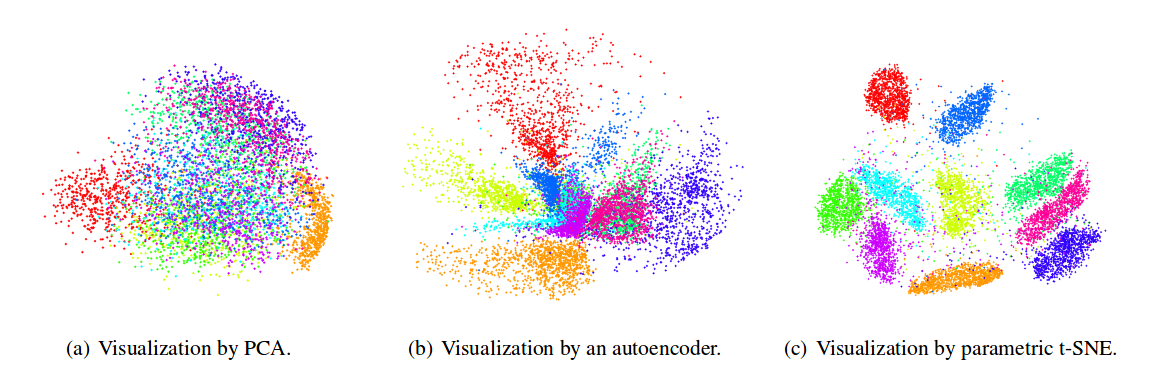 (a) Visualization by PCA.
(b) Visualization by an autoencoder.
(c) Visualization by parametric t-SNE.